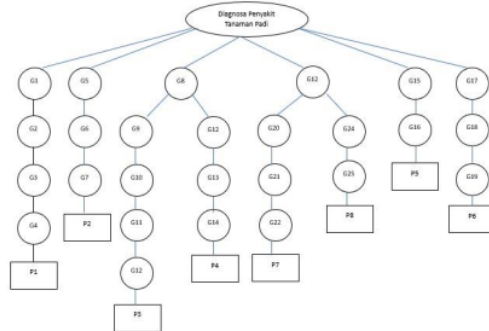 Diagnosa Penyakit
Tanaman Padi
G1
G5
G8
G12
G15
G17
G2
G6
G9
G12
G20
G24
G16
G18
G3
G7
G10
G13
G21
G25
P5
G19
G4
P2
G11
G14
G22
P8
P6
P1
G12
P4
P7
P3